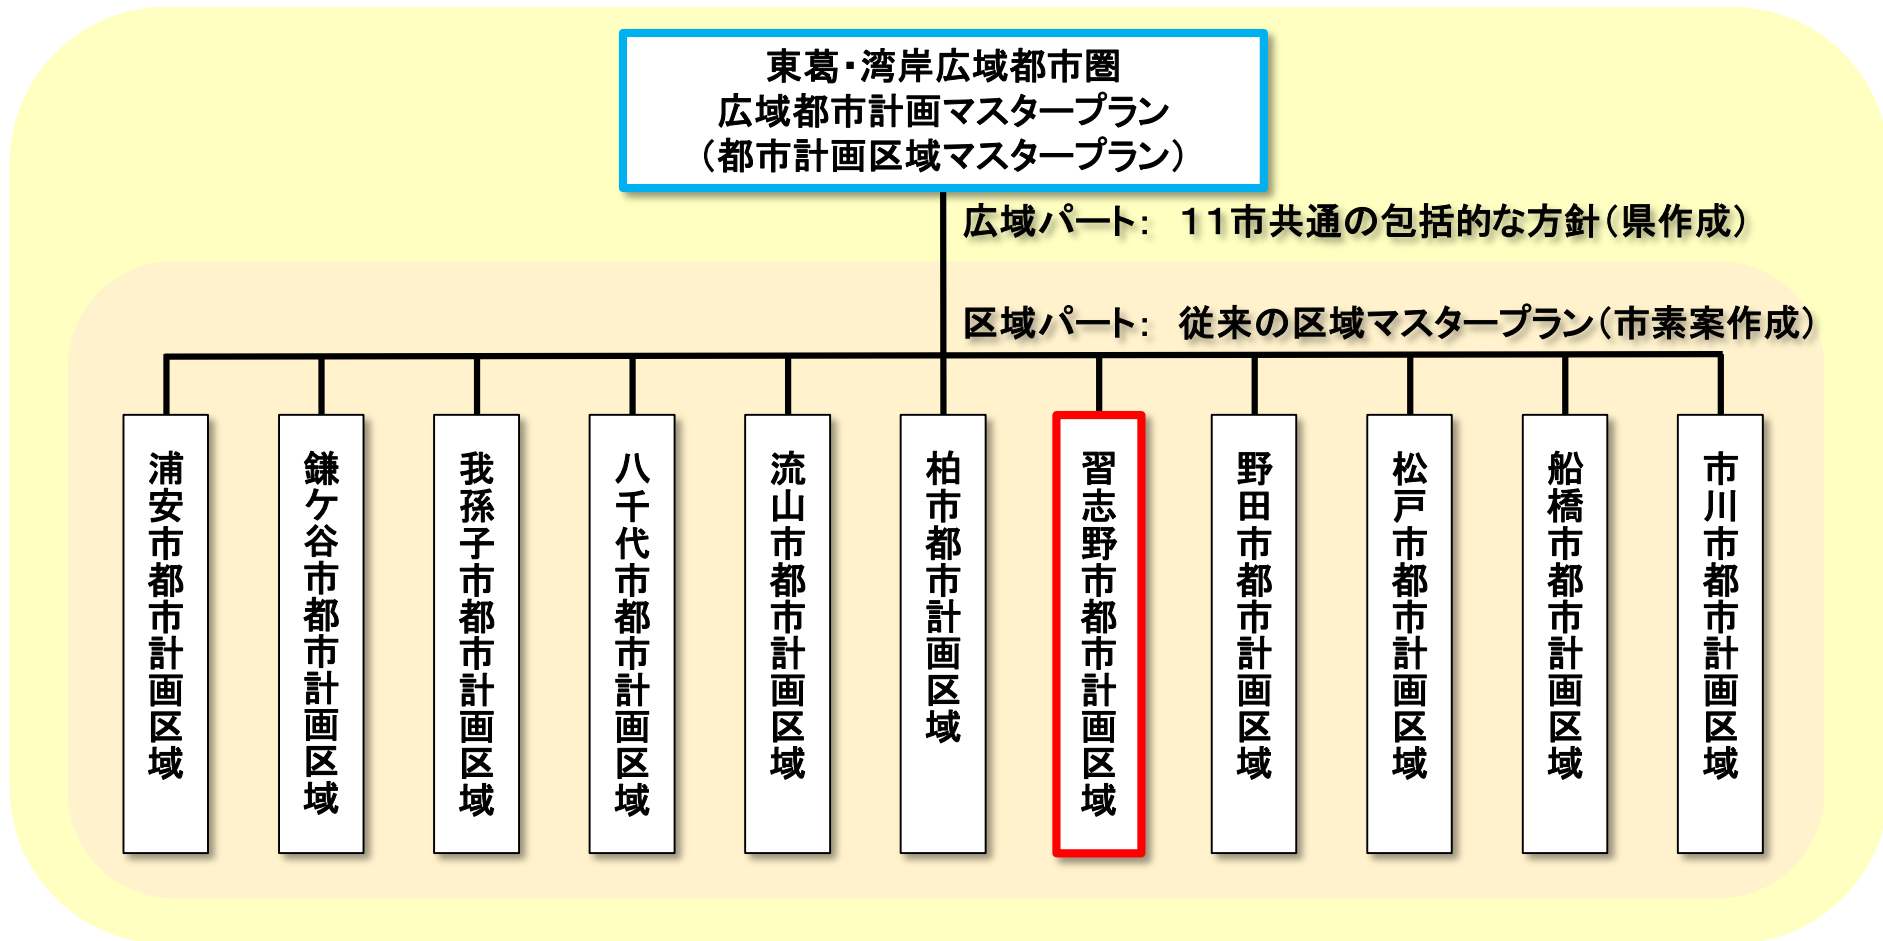 東葛・湾岸広域都市圏
広域都市計画マスタープラン
（都市計画区域マスタープラン）
広域パート：　１１市共通の包括的な方針（県作成）
区域パート：　従来の区域マスタープラン（市素案作成）
浦安市都市計画区域
鎌ケ谷市都市計画区域
我孫子市都市計画区域
八千代市都市計画区域
流山市都市計画区域
柏市都市計画区域
習志野市都市計画区域
野田市都市計画区域
松戸市都市計画区域
船橋市都市計画区域
市川市都市計画区域